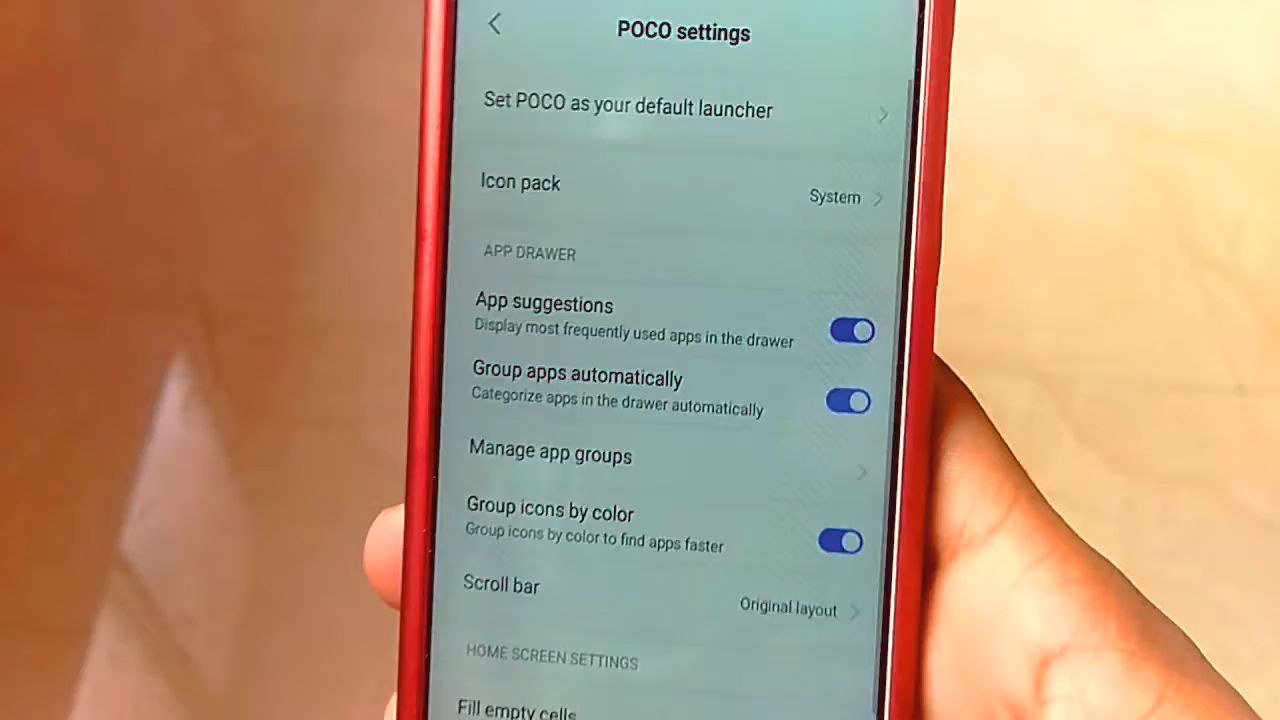 POCO settings
Set POCO as your default launcher
Icon pack
System
APP DRAWER
App suggestions
Display most frequently used apps in the drawer
Group apps automatically
Categorize apps in the drawer automatically
Manage app groups
Group icons by color
Group icons by color to find apps faster
Scroll bar
Original layout
HOME SCREEN SETTINGS
Fill empty cells